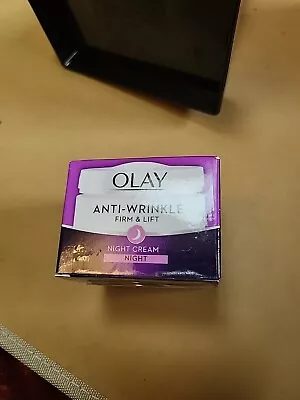 OLAY
ANTI-WRINKLE
FIRM & LIFT
NIGHT CREAM
NIGHT